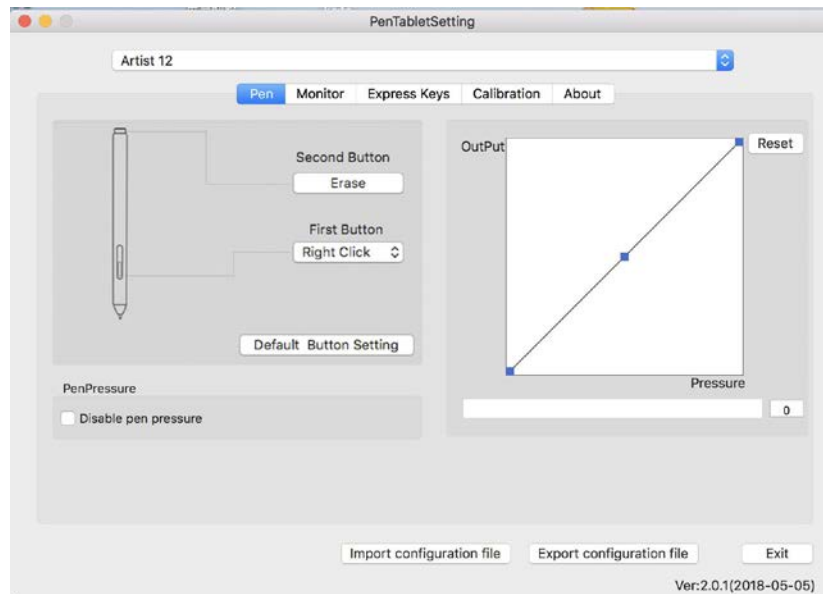 PenTabletSetting
Artist 12
Pen Monitor Express Keys Calibration About
Second Button
Erase
First Button
Right Click
Default Button Setting
PenPressure
Disable pen pressure
OutPut
Reset
Pressure
0
Import configuration file Export configuration file Exit
Ver:2.0.1(2018-05-05)